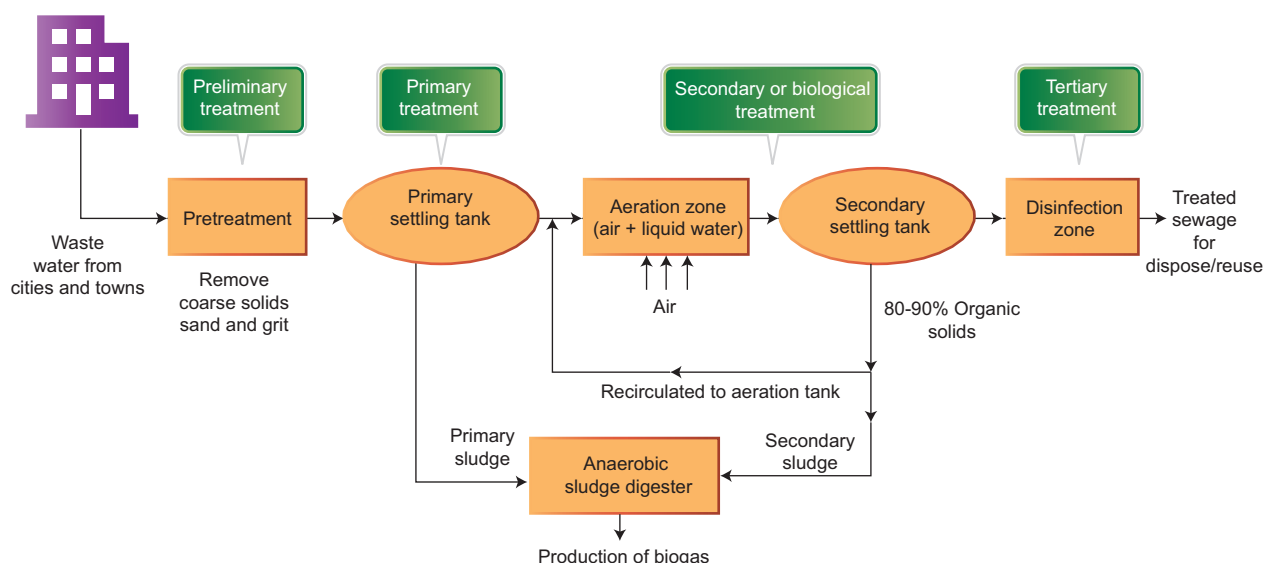 Preliminary
treatment
Primary
treatment
Secondary or biological
treatment
Tertiary
treatment
Pretreatment
Primary
settling tank
Aeration zone
(air + liquid water)
Secondary
settling tank
Disinfection
zone
Treated
sewage
for
dispose/reuse
Waste
water from
cities and towns
Remove
coarse solids
sand and grit
Air
80-90% Organic
solids
Recirculated to aeration tank
Primary
sludge
Secondary
sludge
Anaerobic
sludge digester
Production of biogas